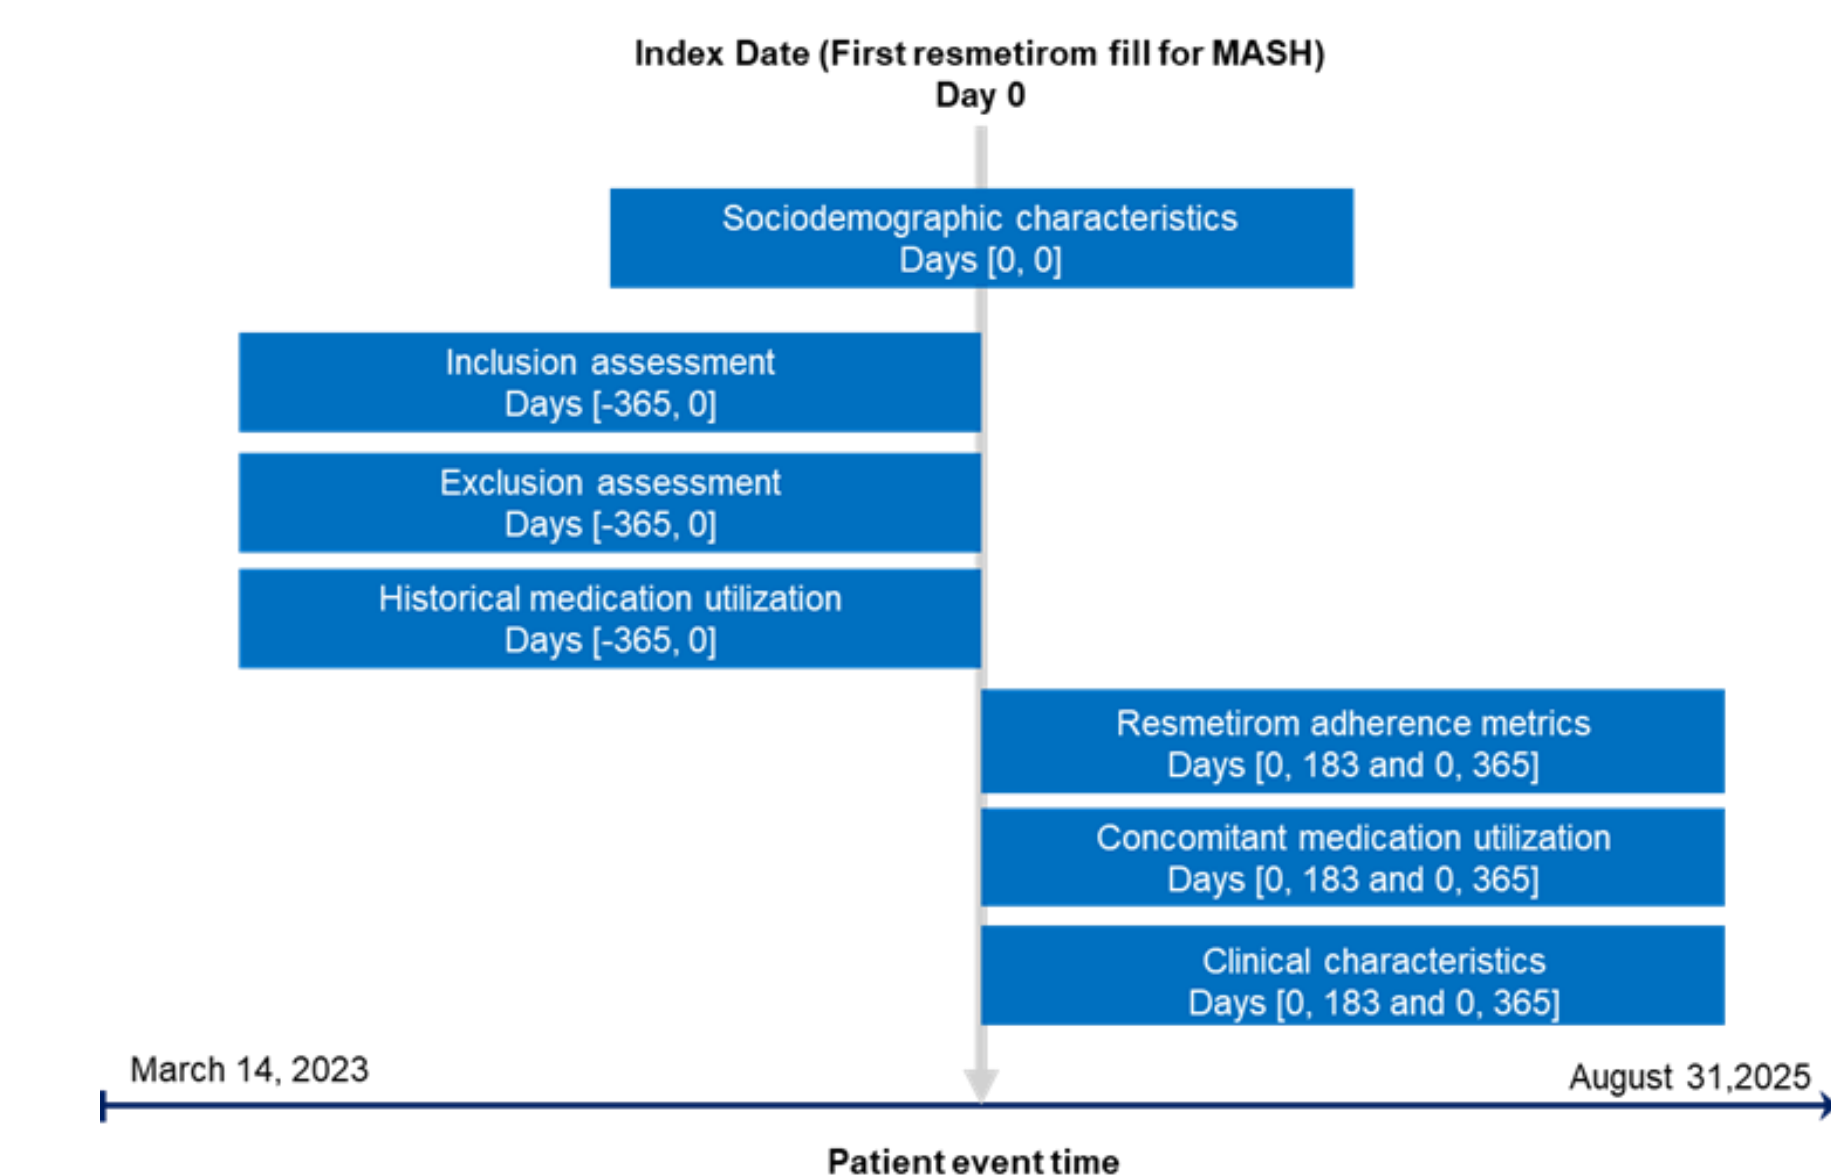 Index Date (First resmetirom fill for MASH)
Day 0
Sociodemographic characteristics
Days [0, 0]
Inclusion assessment
Days [-365, 0]
Exclusion assessment
Days [-365, 0]
Historical medication utilization
Days [-365, 0]
Resmetirom adherence metrics
Days [0, 183 and 0, 365]
Concomitant medication utilization
Days [0, 183 and 0, 365]
Clinical characteristics
Days [0, 183 and 0, 365]
March 14, 2023
August 31,2025
Patient event time